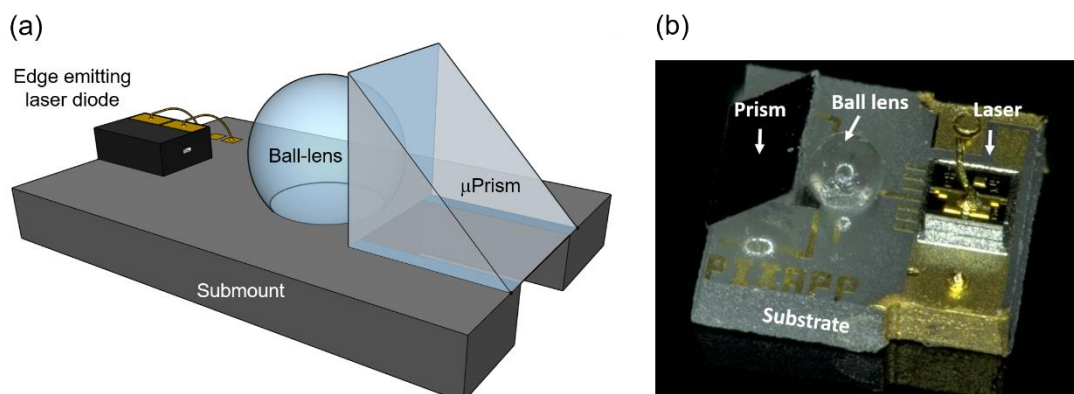 (a)
Edge emitting
laser diode
Ball-lens
μPrism
Submount
(b)
Prism
Ball lens
Laser
PIXAPP
Substrate